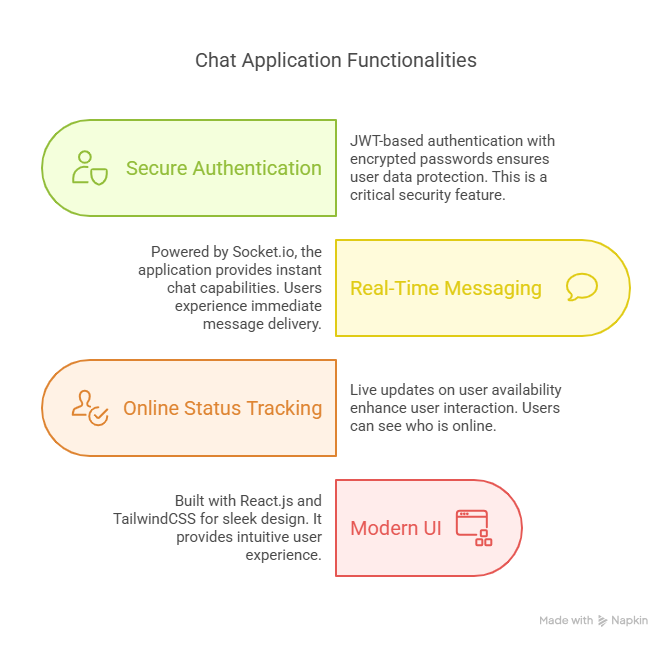 Chat Application Functionalities
Secure Authentication
JWT-based authentication with
encrypted passwords ensures
user data protection. This is a
critical security feature.
Powered by Socket.io, the
application provides instant
chat capabilities. Users
experience immediate
message delivery.
Real-Time Messaging
Online Status Tracking
Live updates on user availability
enhance user interaction. Users
can see who is online.
Built with React.js and
TailwindCSS for sleek design. It
provides intuitive user
experience.
Modern UI
Made with Napkin